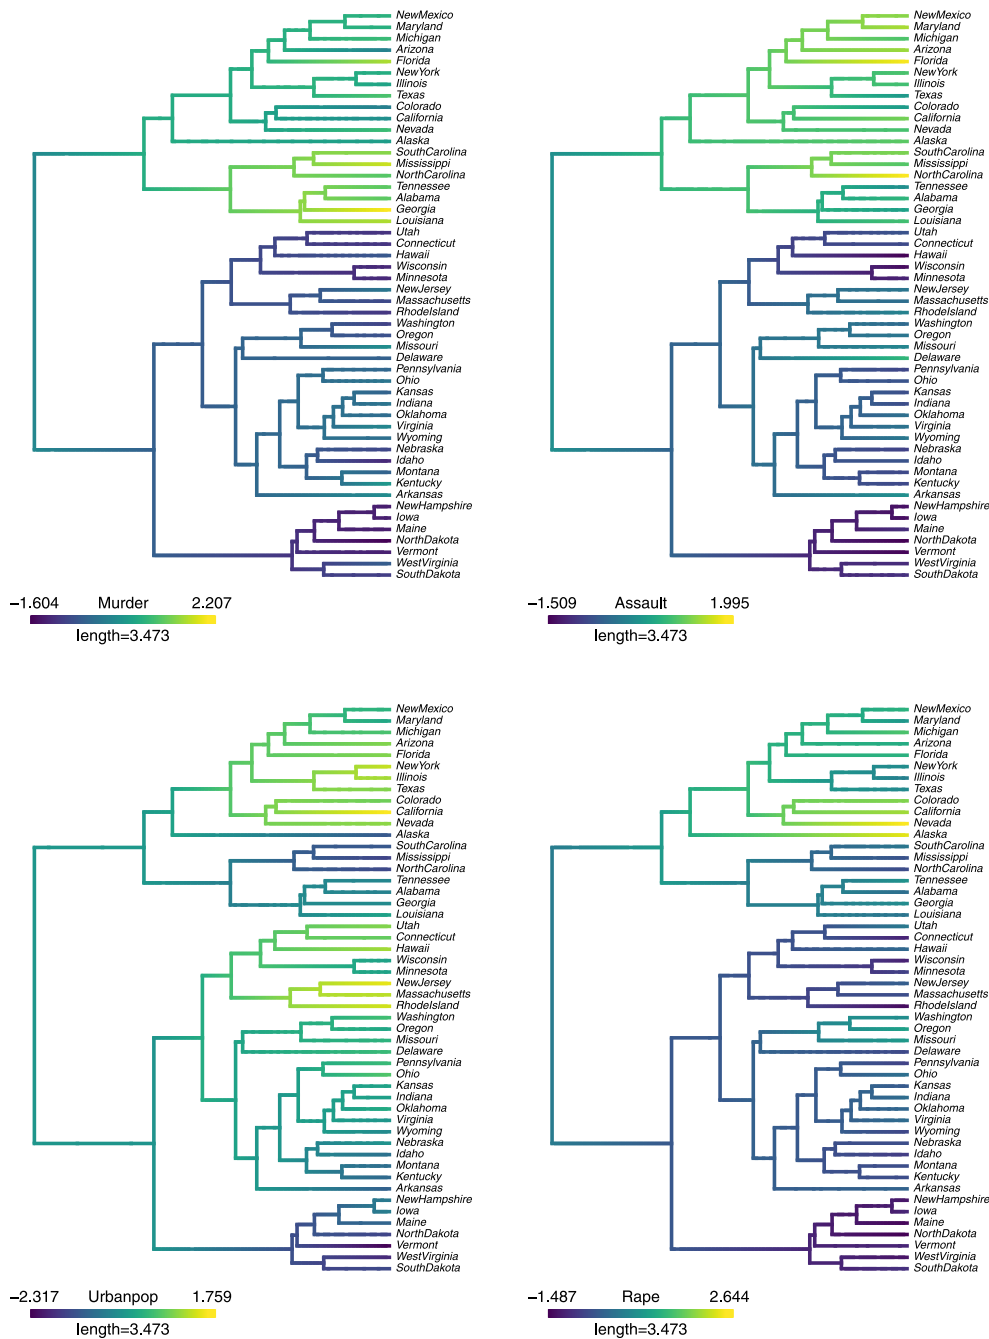 NewMexico
Maryland
Michigan
Arizona
Florida
NewYork
Illinois
Texas
Colorado
California
Nevada
Alaska
SouthCarolina
Mississippi
NorthCarolina
Tennessee
Alabama
Georgia
Louisiana
Utah
Connecticut
Hawaii
Wisconsin
Minnesota
NewJersey
Massachusetts
RhodeIsland
Washington
Oregon
Missouri
Delaware
Pennsylvania
Ohio
Kansas
Indiana
Oklahoma
Virginia
Wyoming
Nebraska
Idaho
Montana
Kentucky
Arkansas
NewHampshire
Iowa
Maine
NorthDakota
Vermont
WestVirginia
SouthDakota
−1.604 Murder 2.207
length=3.473
NewMexico
Maryland
Michigan
Arizona
Florida
NewYork
Illinois
Texas
Colorado
California
Nevada
Alaska
SouthCarolina
Mississippi
NorthCarolina
Tennessee
Alabama
Georgia
Louisiana
Utah
Connecticut
Hawaii
Wisconsin
Minnesota
NewJersey
Massachusetts
RhodeIsland
Washington
Oregon
Missouri
Delaware
Pennsylvania
Ohio
Kansas
Indiana
Oklahoma
Virginia
Wyoming
Nebraska
Idaho
Montana
Kentucky
Arkansas
NewHampshire
Iowa
Maine
NorthDakota
Vermont
WestVirginia
SouthDakota
−1.509 Assault 1.995
length=3.473
NewMexico
Maryland
Michigan
Arizona
Florida
NewYork
Illinois
Texas
Colorado
California
Nevada
Alaska
SouthCarolina
Mississippi
NorthCarolina
Tennessee
Alabama
Georgia
Louisiana
Utah
Connecticut
Hawaii
Wisconsin
Minnesota
NewJersey
Massachusetts
RhodeIsland
Washington
Oregon
Missouri
Delaware
Pennsylvania
Ohio
Kansas
Indiana
Oklahoma
Virginia
Wyoming
Nebraska
Idaho
Montana
Kentucky
Arkansas
NewHampshire
Iowa
Maine
NorthDakota
Vermont
WestVirginia
SouthDakota
−2.317 Urbanpop 1.759
length=3.473
NewMexico
Maryland
Michigan
Arizona
Florida
NewYork
Illinois
Texas
Colorado
California
Nevada
Alaska
SouthCarolina
Mississippi
NorthCarolina
Tennessee
Alabama
Georgia
Louisiana
Utah
Connecticut
Hawaii
Wisconsin
Minnesota
NewJersey
Massachusetts
RhodeIsland
Washington
Oregon
Missouri
Delaware
Pennsylvania
Ohio
Kansas
Indiana
Oklahoma
Virginia
Wyoming
Nebraska
Idaho
Montana
Kentucky
Arkansas
NewHampshire
Iowa
Maine
NorthDakota
Vermont
WestVirginia
SouthDakota
−1.487 Rape 2.644
length=3.473